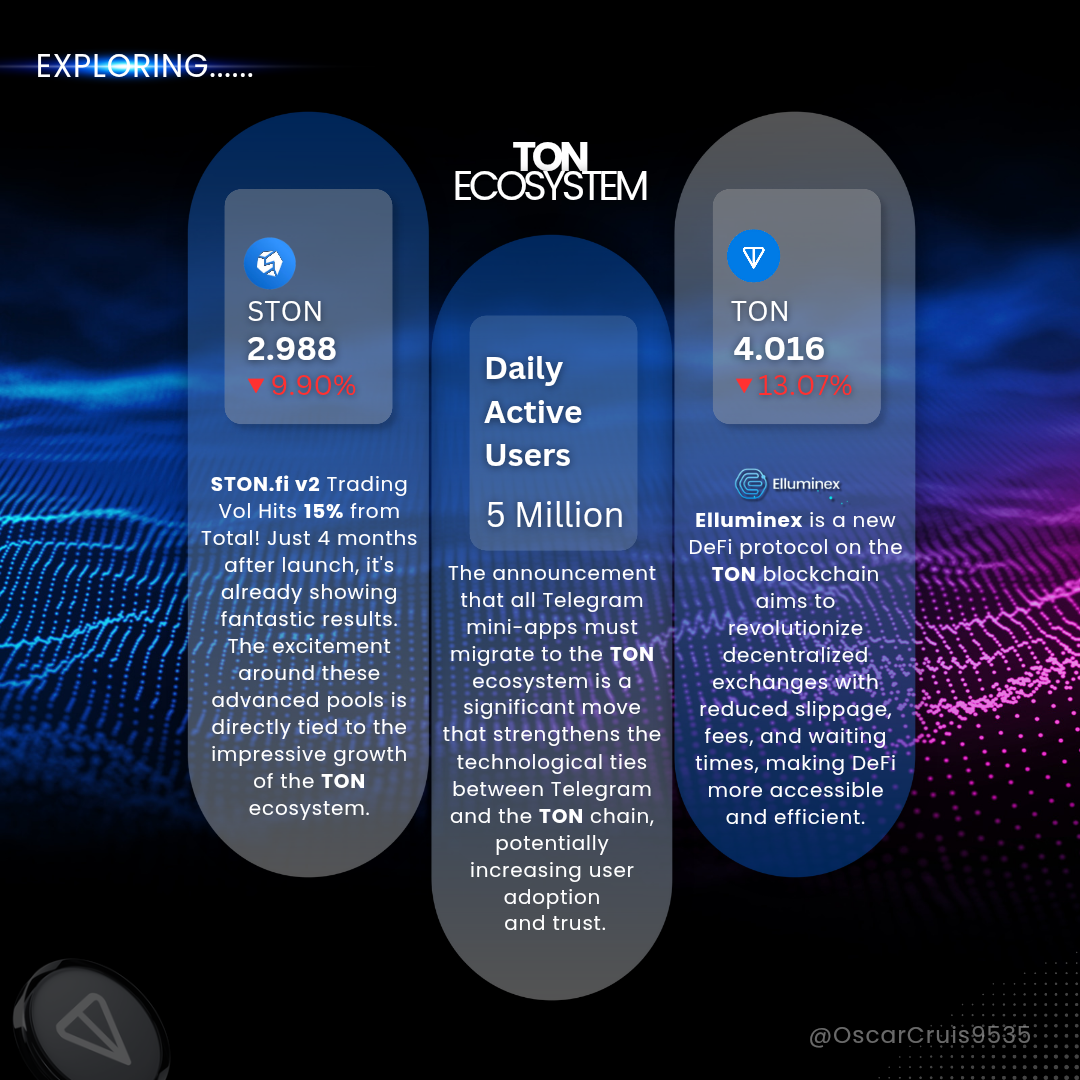 EXPLORING......
TON
ECOSYSTEM
STON
2.988
▼ 9.90%
STON.fi v2 Trading
Vol Hits 15% from
Total! Just 4 months
after launch, it's
already showing
fantastic results.
The excitement
around these
advanced pools is
directly tied to the
impressive growth
of the TON
ecosystem.
Daily
Active
Users
5 Million
The announcement
that all Telegram
mini-apps must
migrate to the TON
ecosystem is a
significant move
that strengthens the
technological ties
between Telegram
and the TON chain,
potentially
increasing user
adoption
and trust.
TON
4.016
▼ 13.07%
Elluminex
Elluminex is a new
DeFi protocol on the
TON blockchain
aims to
revolutionize
decentralized
exchanges with
reduced slippage,
fees, and waiting
times, making DeFi
more accessible
and efficient.
@OscarCruis9535